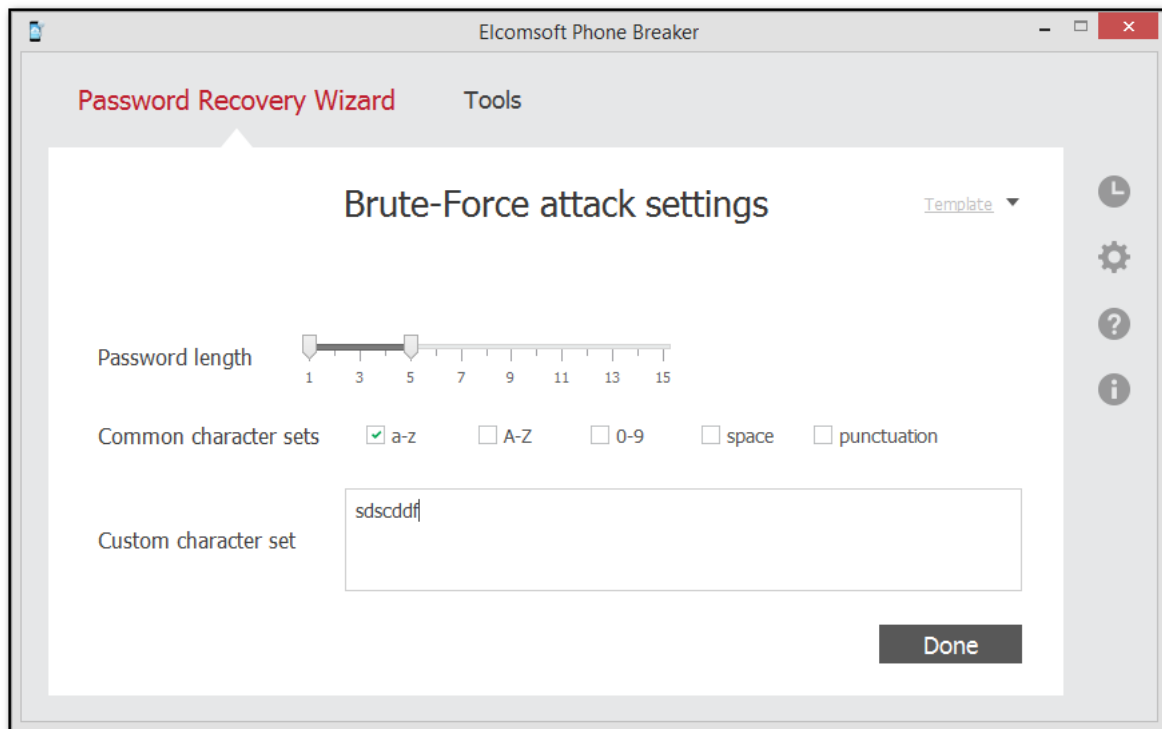 Elcomsoft Phone Breaker
Password Recovery Wizard Tools
Brute-Force attack settings
Template
Password length
1 3 5 7 9 11 13 15
Common character sets a-z A-Z 0-9 space punctuation
sdscddf
Custom character set
Done